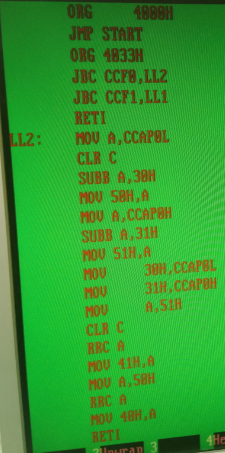 ORG 4000H
JMP START
ORG 4033H
JBC CCF0,LL2
JBC CCF1,LL1
RETI
LL2: MOV A,CCAP0L
CLR C
SUBB A,30H
MOV 50H,A
MOV A,CCAP0H
SUBB A,31H
MOV 51H,A
MOV 30H,CCAP0L
MOV 31H,CCAP0H
MOV A,51H
CLR C
RRC A
MOV 41H,A
MOV A,50H
RRC A
MOV 40H,A
RETI
3 4He